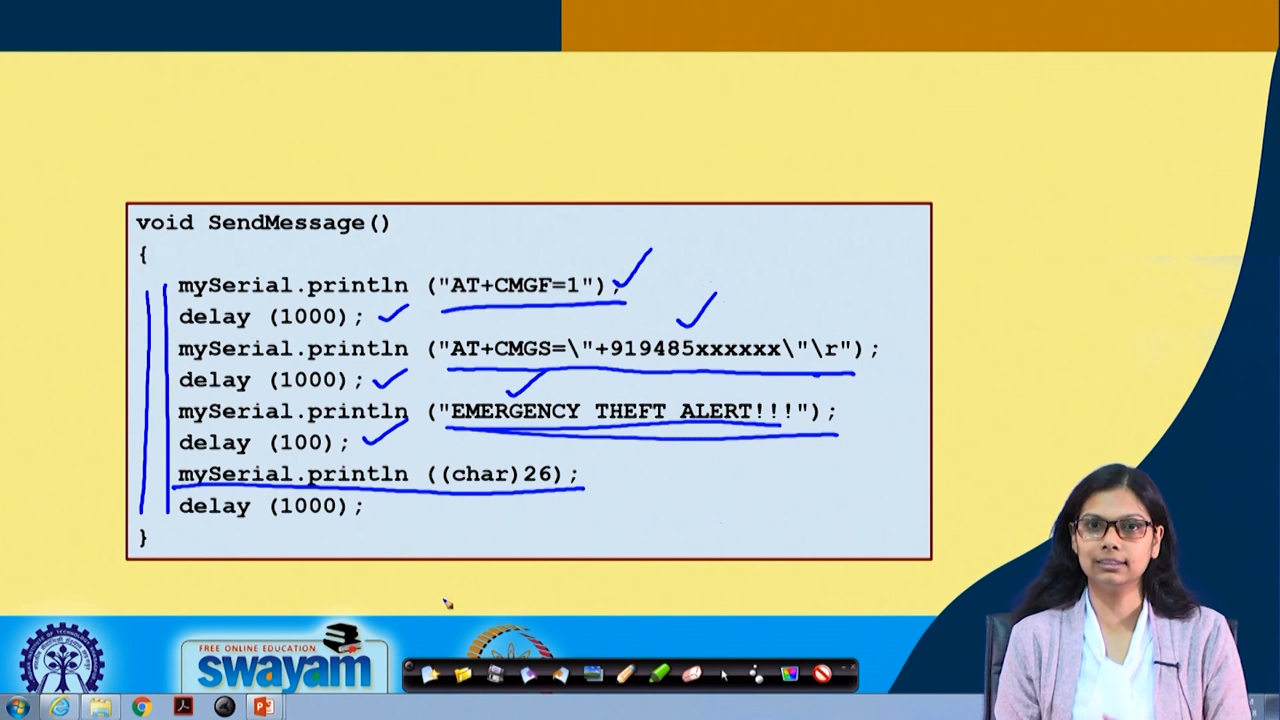 void SendMessage()
{
mySerial.println ("AT+CMGF=1");
delay (1000);
mySerial.println ("AT+CMGS=\"+919485xxxxxx\"\r");
delay (1000);
mySerial.println ("EMERGENCY THEFT ALERT!!!");
delay (100);
mySerial.println ((char)26);
delay (1000);
}
FREE ONLINE EDUCATION
swayam